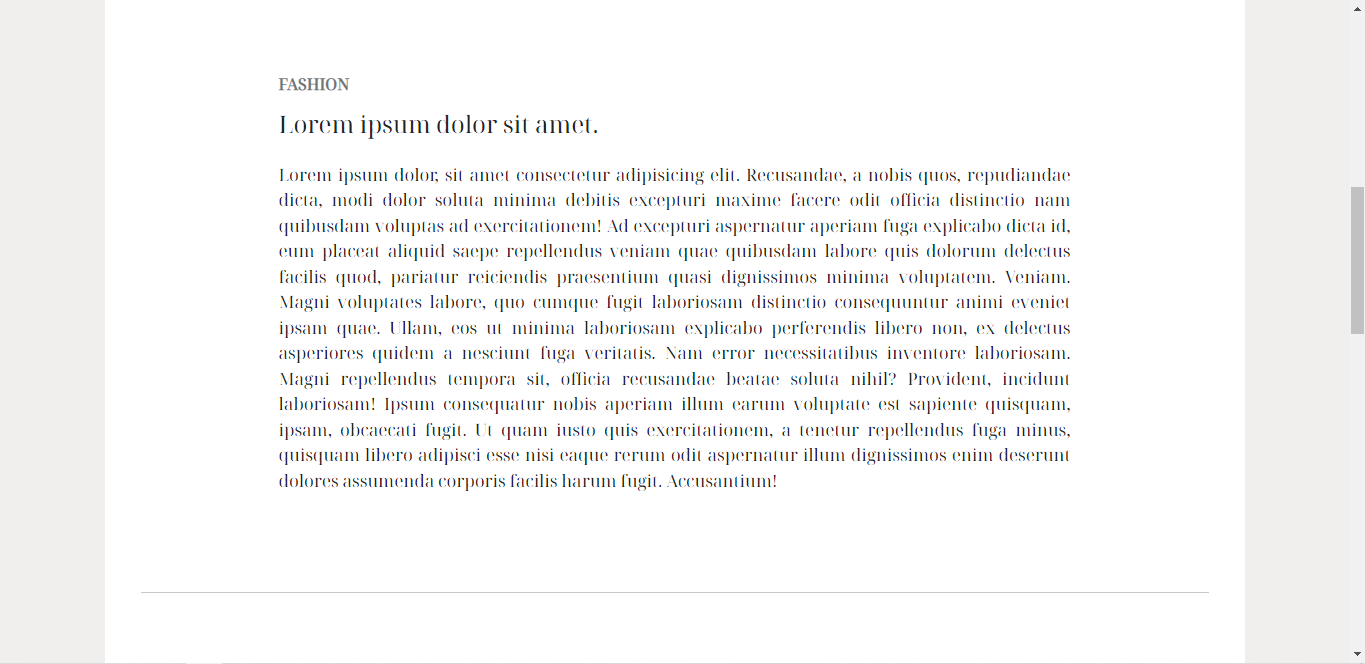 FASHION
Lorem ipsum dolor sit amet.
Lorem ipsum dolor, sit amet consectetur adipisicing elit. Recusandae, a nobis quos, repudiandae
dicta, modi dolor soluta minima debitis excepturi maxime facere odit officia distinctio nam
quibusdam voluptas ad exercitationem! Ad excepturi aspernatur aperiam fuga explicabo dicta id,
eum placeat aliquid saepe repellendus veniam quae quibusdam labore quis dolorum delectus
facilis quod, pariatur reiciendis praesentium quasi dignissimos minima voluptatem. Veniam.
Magni voluptates labore, quo cumque fugit laboriosam distinctio consequuntur animi eveniet
ipsam quae. Ullam, eos ut minima laboriosam explicabo perferendis libero non, ex delectus
asperiores quidem a nesciunt fuga veritatis. Nam error necessitatibus inventore laboriosam.
Magni repellendus tempora sit, officia recusandae beatae soluta nihil? Provident, incidunt
laboriosam! Ipsum consequatur nobis aperiam illum earum voluptate est sapiente quisquam,
ipsam, obcaecati fugit. Ut quam iusto quis exercitationem, a tenetur repellendus fuga minus,
quisquam libero adipisci esse nisi eaque rerum odit aspernatur illum dignissimos enim deserunt
dolores assumenda corporis facilis harum fugit. Accusantium!